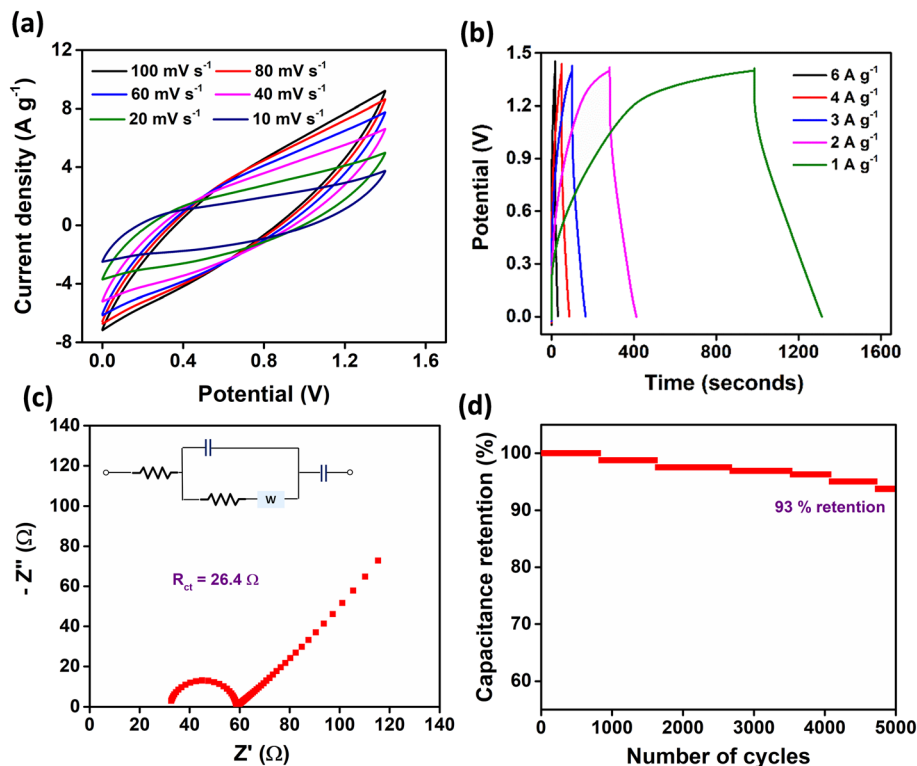 (a)
12
8
4
0
-4
-8
Current density (A g⁻¹)
100 mV s⁻¹
80 mV s⁻¹
60 mV s⁻¹
40 mV s⁻¹
20 mV s⁻¹
10 mV s⁻¹
0.0 0.4 0.8 1.2 1.6
Potential (V)
(b)
1.5
1.2
0.9
0.6
0.3
0.0
Potential (V)
6 A g⁻¹
4 A g⁻¹
3 A g⁻¹
2 A g⁻¹
1 A g⁻¹
0 400 800 1200 1600
Time (seconds)
(c)
140
120
100
80
60
40
20
0
- Z'' (Ω)
W
R_ct = 26.4 Ω
0 20 40 60 80 100 120 140
Z' (Ω)
(d)
100
90
80
70
60
Capacitance retention (%)
93 % retention
0 1000 2000 3000 4000 5000
Number of cycles